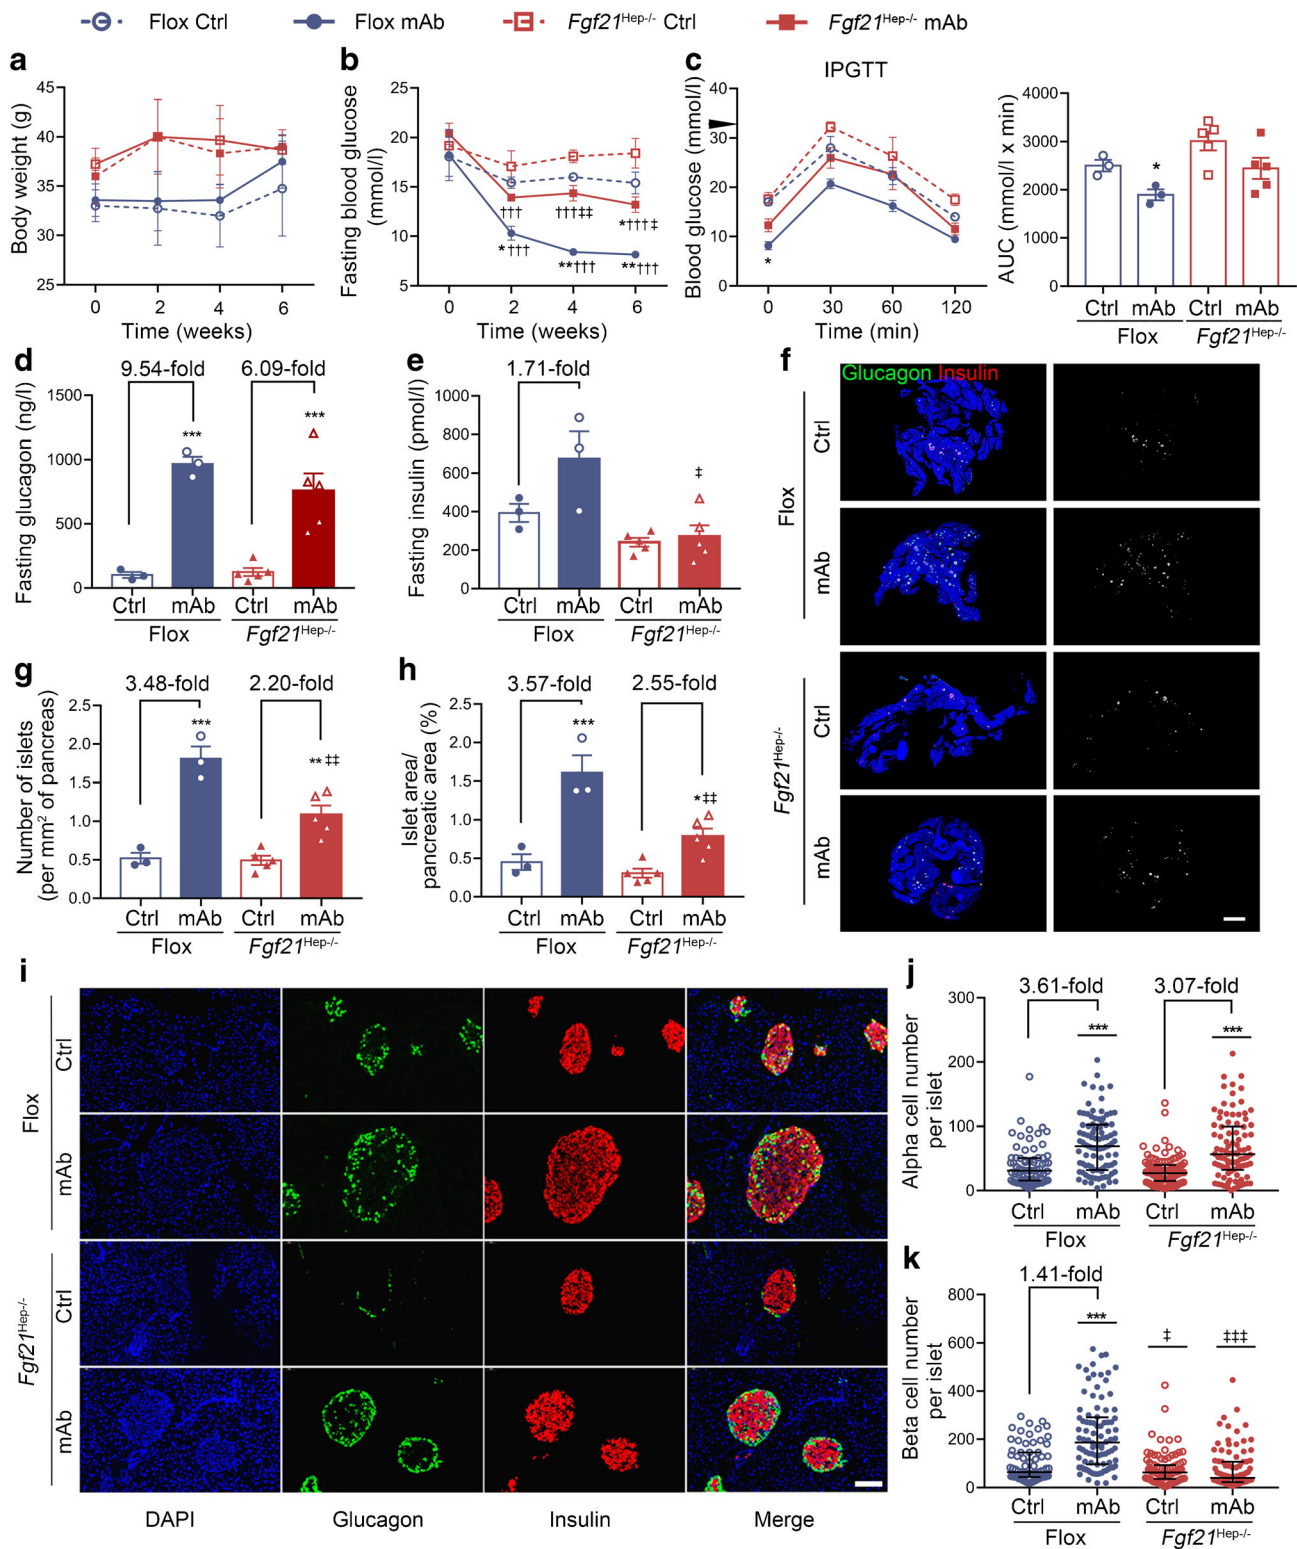 Flox Ctrl Flox mAb Fgf21Hep-/- Ctrl Fgf21Hep-/- mAb
a
Body weight (g)
45
40
35
30
25
0 2 4 6
Time (weeks)
b
Fasting blood glucose
(mmol/l)
25
20
15
10
5
†††
*†††
†††‡‡
**†††
*†††‡
**†††
0 2 4 6
Time (weeks)
c
IPGTT
Blood glucose (mmol/l)
40
30
20
10
0
*
0 30 60 120
Time (min)
AUC (mmol/l x min)
4000
3000
2000
1000
0
*
Ctrl mAb Ctrl mAb
Flox Fgf21Hep-/-
d
9.54-fold 6.09-fold
Fasting glucagon (ng/l)
1500
1000
500
0
*** ***
Ctrl mAb Ctrl mAb
Flox Fgf21Hep-/-
e
1.71-fold
Fasting insulin (pmol/l)
1000
800
600
400
200
0
‡
Ctrl mAb Ctrl mAb
Flox Fgf21Hep-/-
f
Glucagon Insulin
Flox
Ctrl
mAb
Fgf21Hep-/-
Ctrl
mAb
g
3.48-fold 2.20-fold
Number of islets
(per mm2 of pancreas)
2.5
2.0
1.5
1.0
0.5
0.0
*** ** ‡‡
Ctrl mAb Ctrl mAb
Flox Fgf21Hep-/-
h
3.57-fold 2.55-fold
Islet area/
pancreatic area (%)
2.5
2.0
1.5
1.0
0.5
0.0
*** *‡‡
Ctrl mAb Ctrl mAb
Flox Fgf21Hep-/-
i
Flox
Ctrl
mAb
Fgf21Hep-/-
Ctrl
mAb
DAPI Glucagon Insulin Merge
j
3.61-fold 3.07-fold
Alpha cell number
per islet
300
200
100
0
*** ***
Ctrl mAb Ctrl mAb
Flox Fgf21Hep-/-
k
1.41-fold
Beta cell number
per islet
800
600
400
200
0
*** ‡ ‡‡‡
Ctrl mAb Ctrl mAb
Flox Fgf21Hep-/-